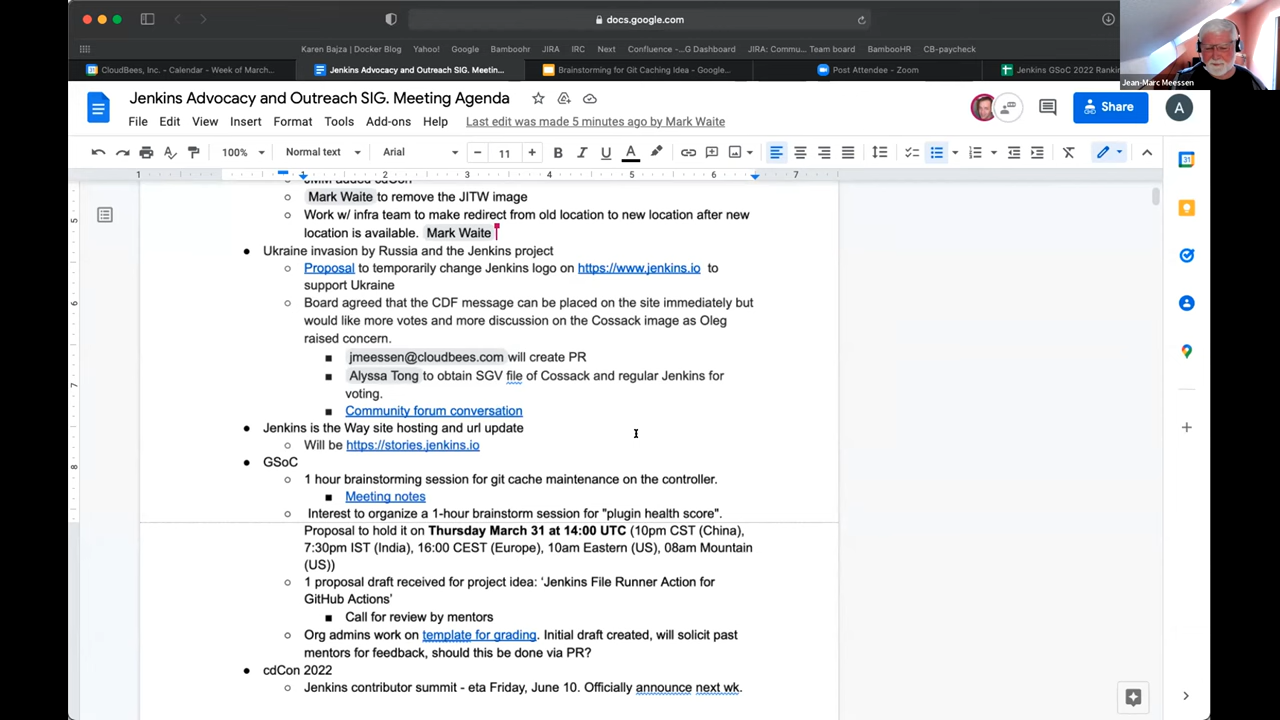 docs.google.com
Karen Bajza | Docker Blog Yahoo! Google Bamboohr JIRA IRC Next Confluence -...G Dashboard JIRA: Commu... Team board BambooHR CB-paycheck
CloudBees, Inc. - Calendar - Week of March... Jenkins Advocacy and Outreach SIG. Meetin... Brainstorming for Git Caching Idea - Google... Post Attendee - Zoom Jenkins GSoC 2022 Rankin
Jean-Marc Meessen
Jenkins Advocacy and Outreach SIG. Meeting Agenda
File Edit View Insert Format Tools Add-ons Help Last edit was made 5 minutes ago by Mark Waite
Share A
100% Normal text Arial 11
1 1 2 3 4 5 6 7
JMM added cdCon
Mark Waite to remove the JITW image
Work w/ infra team to make redirect from old location to new location after new
location is available. Mark Waite
Ukraine invasion by Russia and the Jenkins project
Proposal to temporarily change Jenkins logo on https://www.jenkins.io to
support Ukraine
Board agreed that the CDF message can be placed on the site immediately but
would like more votes and more discussion on the Cossack image as Oleg
raised concern.
jmeessen@cloudbees.com will create PR
Alyssa Tong to obtain SGV file of Cossack and regular Jenkins for
voting.
Community forum conversation
Jenkins is the Way site hosting and url update
Will be https://stories.jenkins.io
GSoC
1 hour brainstorming session for git cache maintenance on the controller.
Meeting notes
Interest to organize a 1-hour brainstorm session for "plugin health score".
Proposal to hold it on Thursday March 31 at 14:00 UTC (10pm CST (China),
7:30pm IST (India), 16:00 CEST (Europe), 10am Eastern (US), 08am Mountain
(US))
1 proposal draft received for project idea: ‘Jenkins File Runner Action for
GitHub Actions’
Call for review by mentors
Org admins work on template for grading. Initial draft created, will solicit past
mentors for feedback, should this be done via PR?
cdCon 2022
Jenkins contributor summit - eta Friday, June 10. Officially announce next wk.